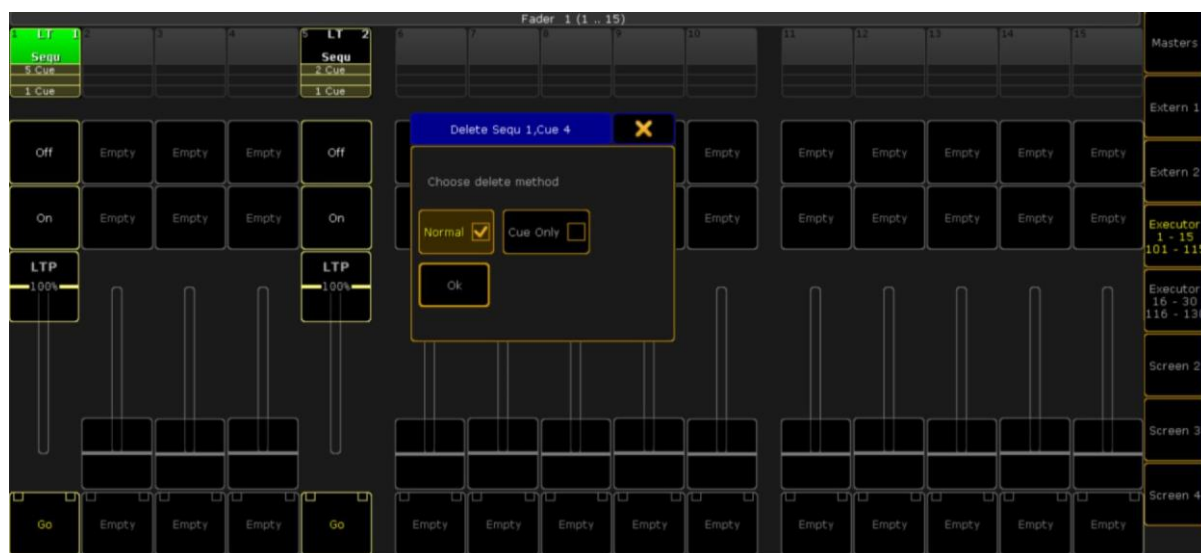 Fader 1 (1 .. 15)
1 LT 1 2 3 4 5 LT 2 6 7 8 9 10 11 12 13 14 15
Sequ Sequ
5 Cue 2 Cue
1 Cue 1 Cue
Masters
Extern 1
Delete Sequ 1,Cue 4
Off Empty Empty Empty Off Empty Empty Empty Empty Empty Empty
Extern 2
Choose delete method
On Empty Empty Empty On Empty Empty Empty Empty Empty Empty
Normal Cue Only
Executor
1 - 15
101 - 115
LTP LTP
100% 100%
Ok
Executor
16 - 30
116 - 130
Screen 2
Screen 3
Screen 4
Go Empty Empty Empty Go Empty Empty Empty Empty Empty Empty Empty Empty Empty Empty